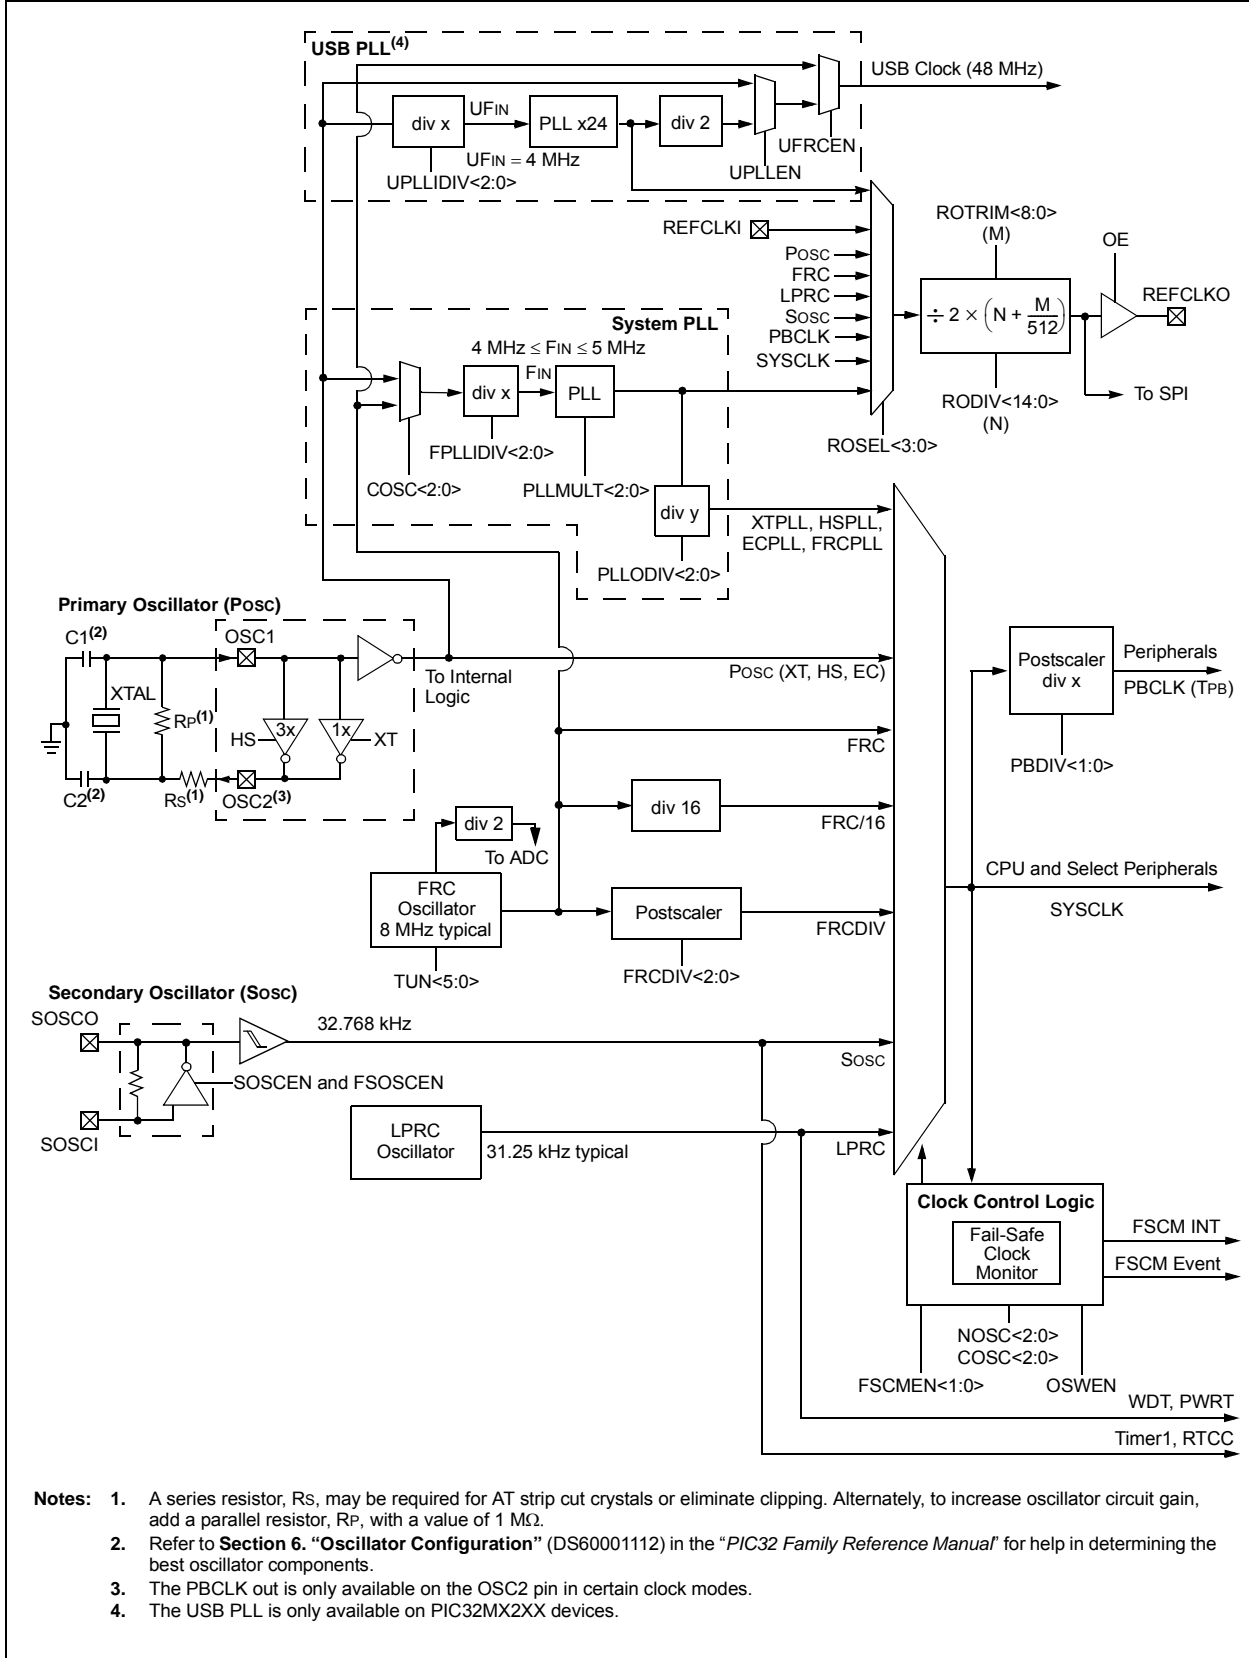 USB PLL(4)
USB Clock (48 MHz)
div x
UFIN
PLL x24
div 2
UFIN = 4 MHz
UFRCEN
UPLLEN
UPLLIDIV<2:0>
REFCLKI
POSC
FRC
LPRC
SOSC
PBCLK
SYSCLK
ROTRIM<8:0>
(M)
OE
REFCLKO
÷ 2 × (N + M/512)
To SPI
RODIV<14:0>
(N)
ROSEL<3:0>
System PLL
4 MHz ≤ FIN ≤ 5 MHz
FIN
div x
PLL
FPLLIDIV<2:0>
COSC<2:0>
PLLMULT<2:0>
div y
XTPLL, HSPLL,
ECPLL, FRCPLL
PLLODIV<2:0>
Primary Oscillator (POSC)
C1(2)
OSC1
XTAL
RP(1)
To Internal
Logic
3x
1x
HS
XT
C2(2)
RS(1)
OSC2(3)
POSC (XT, HS, EC)
Postscaler
div x
Peripherals
PBCLK (TPB)
PBDIV<1:0>
FRC
div 16
FRC/16
div 2
To ADC
FRC
Oscillator
8 MHz typical
TUN<5:0>
Postscaler
FRCDIV
FRCDIV<2:0>
CPU and Select Peripherals
SYSCLK
Secondary Oscillator (SOSC)
SOSCO
32.768 kHz
SOSC
SOSCEN and FSOSCEN
SOSCI
LPRC
Oscillator
31.25 kHz typical
LPRC
Clock Control Logic
Fail-Safe
Clock
Monitor
FSCM INT
FSCM Event
NOSC<2:0>
COSC<2:0>
FSCMEN<1:0>
OSWEN
WDT, PWRT
Timer1, RTCC
Notes: 1. A series resistor, RS, may be required for AT strip cut crystals or eliminate clipping. Alternately, to increase oscillator circuit gain,
add a parallel resistor, RP, with a value of 1 MΩ.
2. Refer to Section 6. “Oscillator Configuration” (DS60001112) in the “PIC32 Family Reference Manual” for help in determining the
best oscillator components.
3. The PBCLK out is only available on the OSC2 pin in certain clock modes.
4. The USB PLL is only available on PIC32MX2XX devices.